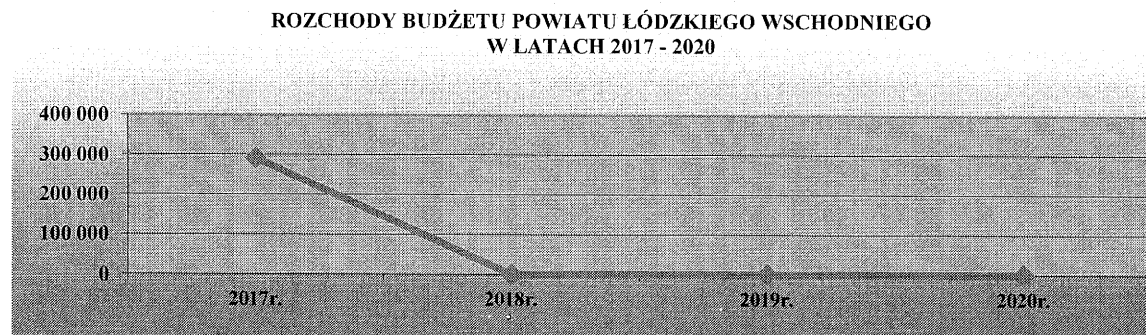 ROZCHODY BUDŻETU POWIATU ŁÓDZKIEGO WSCHODNIEGO
W LATACH 2017 - 2020
400 000
300 000
200 000
100 000
0
2017r.
2018r.
2019r.
2020r.